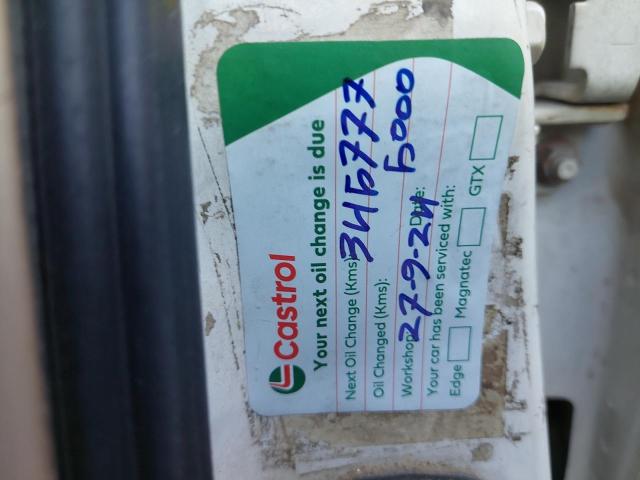 Castrol
Your next oil change is due
Next Oil Change (Kms): 345777
Oil Changed (Kms): 5000
Workshop: Date:
27-9-24
Your car has been serviced with:
Edge Magnatec GTX